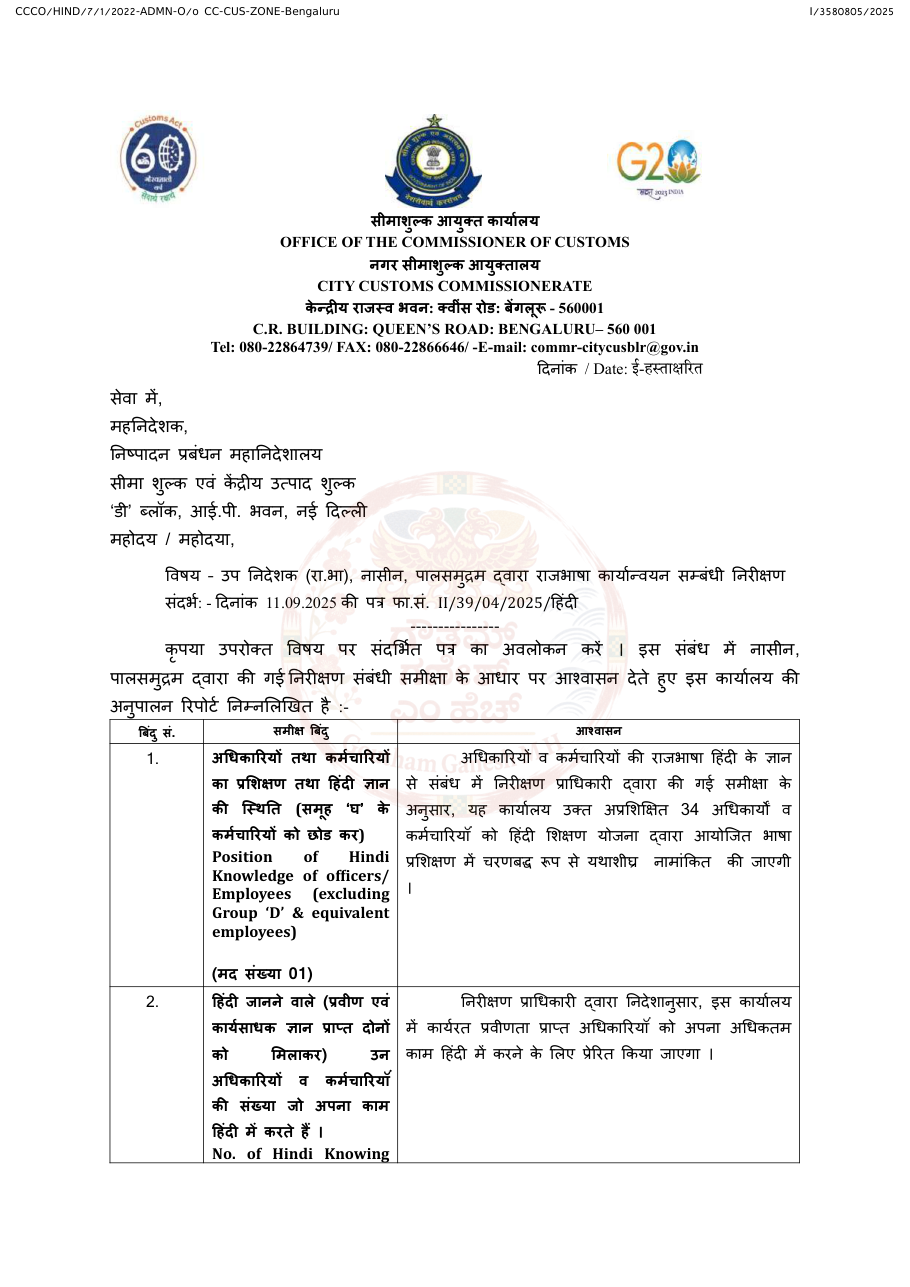 CCCO/HIND/7/1/2022-ADMN-O/o CC-CUS-ZONE-Bengaluru
I/3580805/2025
Customs Act
60
G20
सीमाशुल्क आयुक्त कार्यालय
OFFICE OF THE COMMISSIONER OF CUSTOMS
नगर सीमाशुल्क आयुक्तालय
CITY CUSTOMS COMMISSIONERATE
केन्द्रीय राजस्व भवन: क्वींस रोड: बेंगलूरू - 560001
C.R. BUILDING: QUEEN’S ROAD: BENGALURU– 560 001
Tel: 080-22864739/ FAX: 080-22866646/ -E-mail: commr-citycusblr@gov.in
दिनांक / Date: ई-हस्ताक्षरित
सेवा में,
महनिदेशक,
निष्पादन प्रबंधन महानिदेशालय
सीमा शुल्क एवं केंद्रीय उत्पाद शुल्क
‘डी’ ब्लॉक, आई.पी. भवन, नई दिल्ली
महोदय / महोदया,
विषय – उप निदेशक (रा.भा), नासीन, पालसमुद्रम द्वारा राजभाषा कार्यान्वयन सम्बंधी निरीक्षण
संदर्भ: - दिनांक 11.09.2025 की पत्र फा.सं. II/39/04/2025/हिंदी
----------------
कृपया उपरोक्त विषय पर संदर्भित पत्र का अवलोकन करें । इस संबंध में नासीन,
पालसमुद्रम द्वारा की गई निरीक्षण संबंधी समीक्षा के आधार पर आश्वासन देते हुए इस कार्यालय की
अनुपालन रिपोर्ट निम्नलिखित है :-
बिंदु सं. समीक्ष बिंदु आश्वासन
1.
अधिकारियों तथा कर्मचारियों
का प्रशिक्षण तथा हिंदी ज्ञान
की स्थिति (समूह ‘घ’ के
कर्मचारियों को छोड कर)
Position of Hindi
Knowledge of officers/
Employees (excluding
Group ‘D’ & equivalent
employees)
(मद संख्या 01)
अधिकारियों व कर्मचारियों की राजभाषा हिंदी के ज्ञान
से संबंध में निरीक्षण प्राधिकारी द्वारा की गई समीक्षा के
अनुसार, यह कार्यालय उक्त अप्रशिक्षित 34 अधिकार्यों व
कर्मचारियॉ को हिंदी शिक्षण योजना द्वारा आयोजित भाषा
प्रशिक्षण में चरणबद्ध रूप से यथाशीघ्र नामांकित की जाएगी
।
2.
हिंदी जानने वाले (प्रवीण एवं
कार्यसाधक ज्ञान प्राप्त दोनों
को मिलाकर) उन
अधिकारियों व कर्मचारियॉ
की संख्या जो अपना काम
हिंदी में करते हैं ।
No. of Hindi Knowing
निरीक्षण प्राधिकारी द्वारा निदेशानुसार, इस कार्यालय
में कार्यरत प्रवीणता प्राप्त अधिकारियॉ को अपना अधिकतम
काम हिंदी में करने के लिए प्रेरित किया जाएगा ।